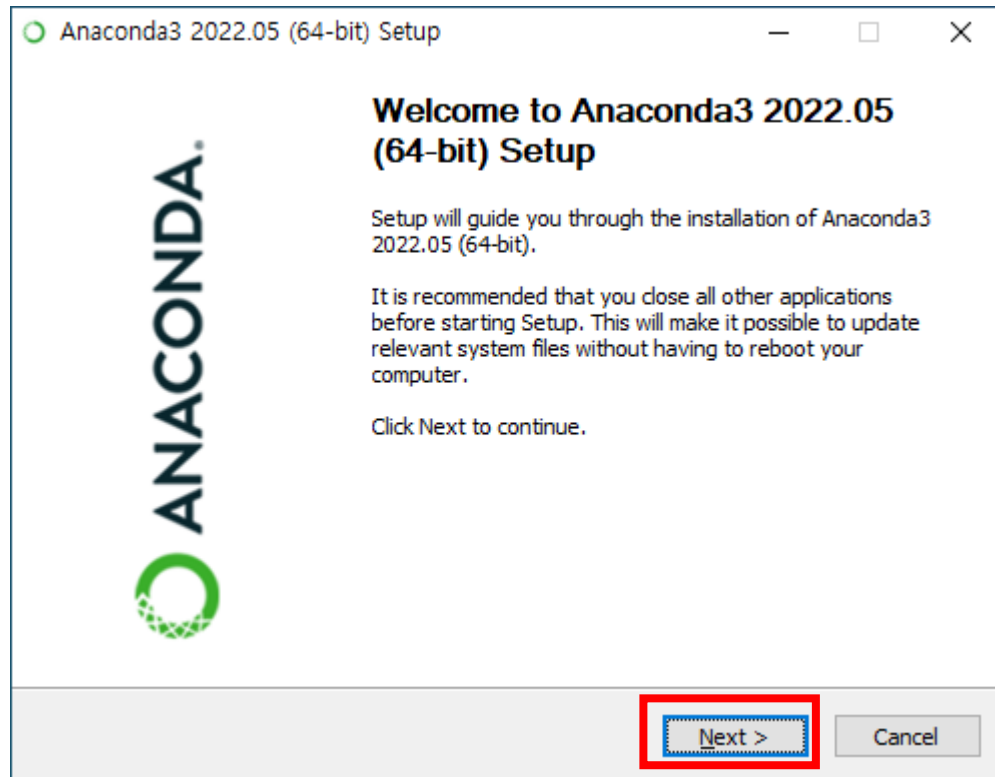 Anaconda3 2022.05 (64-bit) Setup
Welcome to Anaconda3 2022.05
(64-bit) Setup
Setup will guide you through the installation of Anaconda3
2022.05 (64-bit).
It is recommended that you close all other applications
before starting Setup. This will make it possible to update
relevant system files without having to reboot your
computer.
Click Next to continue.
ANACONDA.
Next >
Cancel